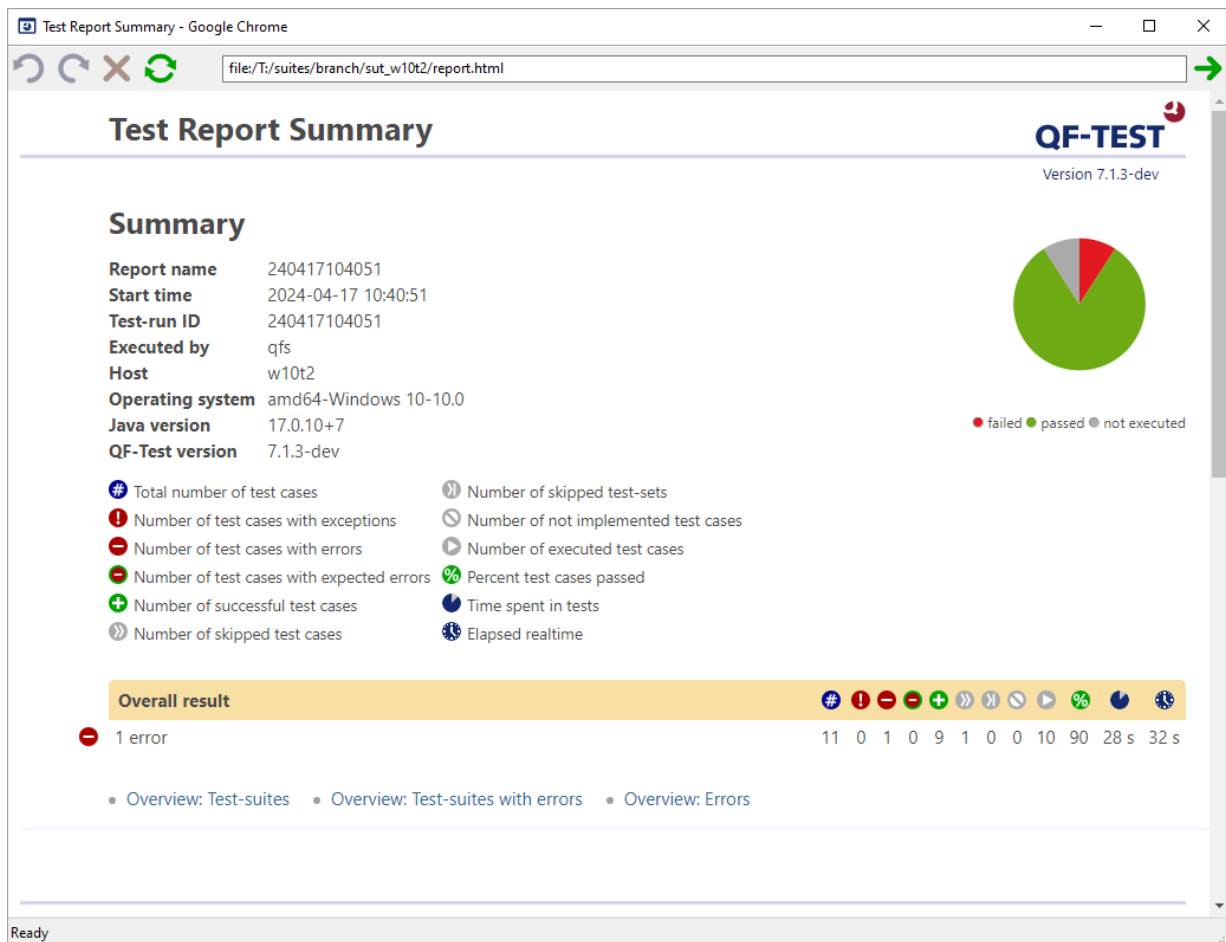 Test Report Summary - Google Chrome
file:/T:/suites/branch/sut_w10t2/report.html
Test Report Summary
QF-TEST
Version 7.1.3-dev
Summary
Report name 240417104051
Start time 2024-04-17 10:40:51
Test-run ID 240417104051
Executed by qfs
Host w10t2
Operating system amd64-Windows 10-10.0
Java version 17.0.10+7
QF-Test version 7.1.3-dev
failed passed not executed
# Total number of test cases
Number of skipped test-sets
! Number of test cases with exceptions
Number of not implemented test cases
Number of test cases with errors
Number of executed test cases
Number of test cases with expected errors
% Percent test cases passed
Number of successful test cases
Time spent in tests
Number of skipped test cases
Elapsed realtime
Overall result # ! %
1 error 11 0 1 0 9 1 0 0 10 90 28 s 32 s
Overview: Test-suites
Overview: Test-suites with errors
Overview: Errors
Ready